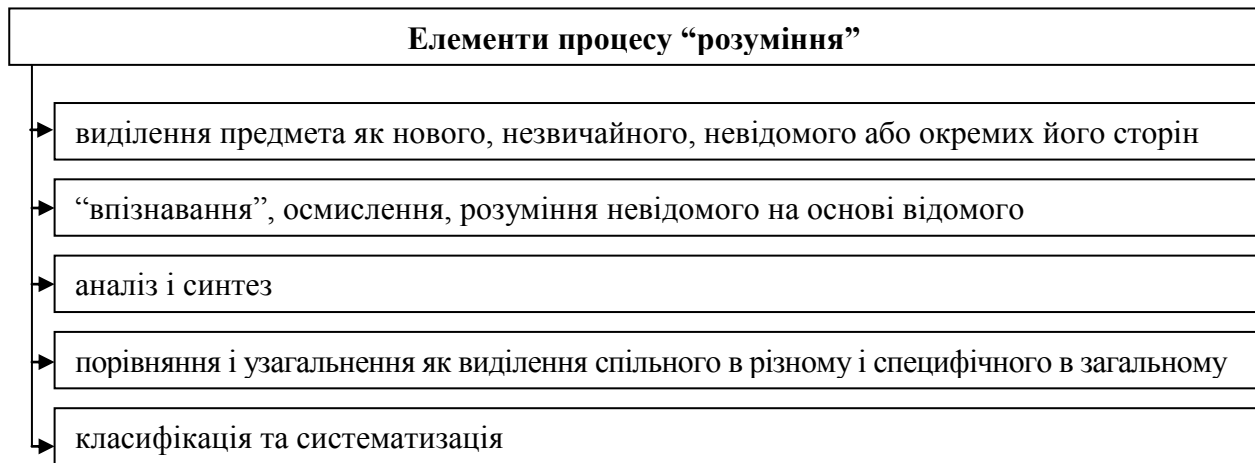 Елементи процесу “розуміння”
виділення предмета як нового, незвичайного, невідомого або окремих його сторін
“впізнавання”, осмислення, розуміння невідомого на основі відомого
аналіз і синтез
порівняння і узагальнення як виділення спільного в різному і специфічного в загальному
класифікація та систематизація